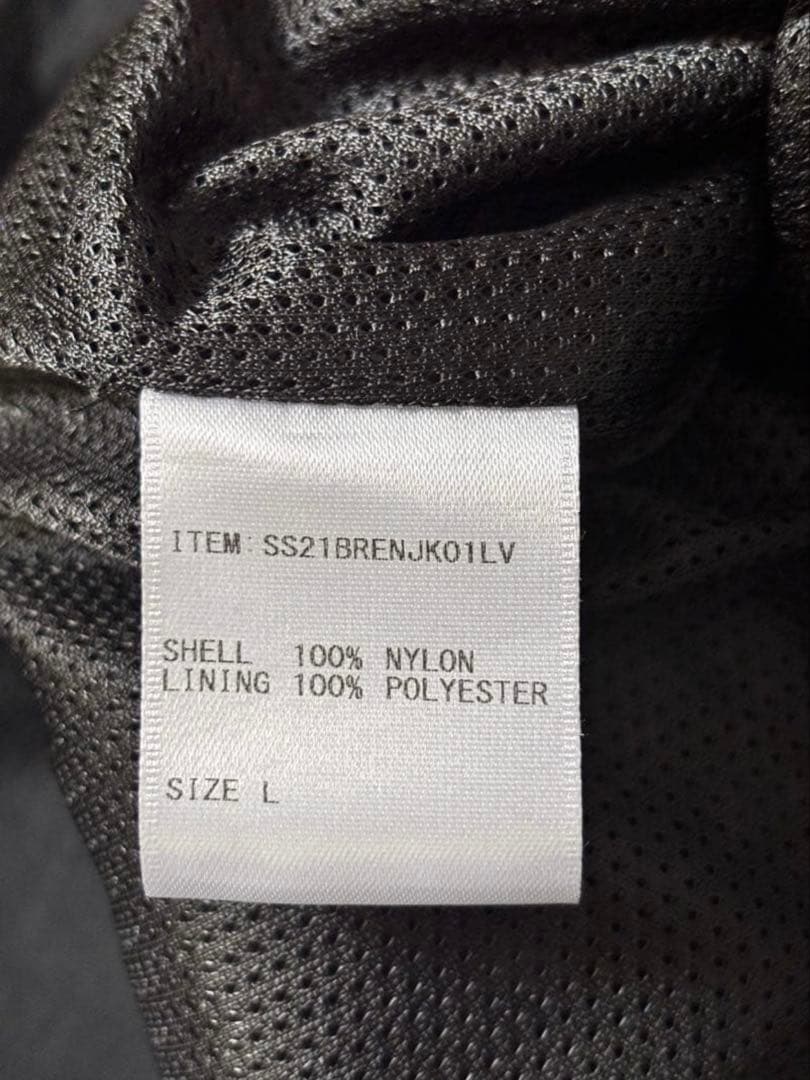 ITEM: SS21BRENJK01LV
SHELL 100% NYLON
LINING 100% POLYESTER
SIZE L